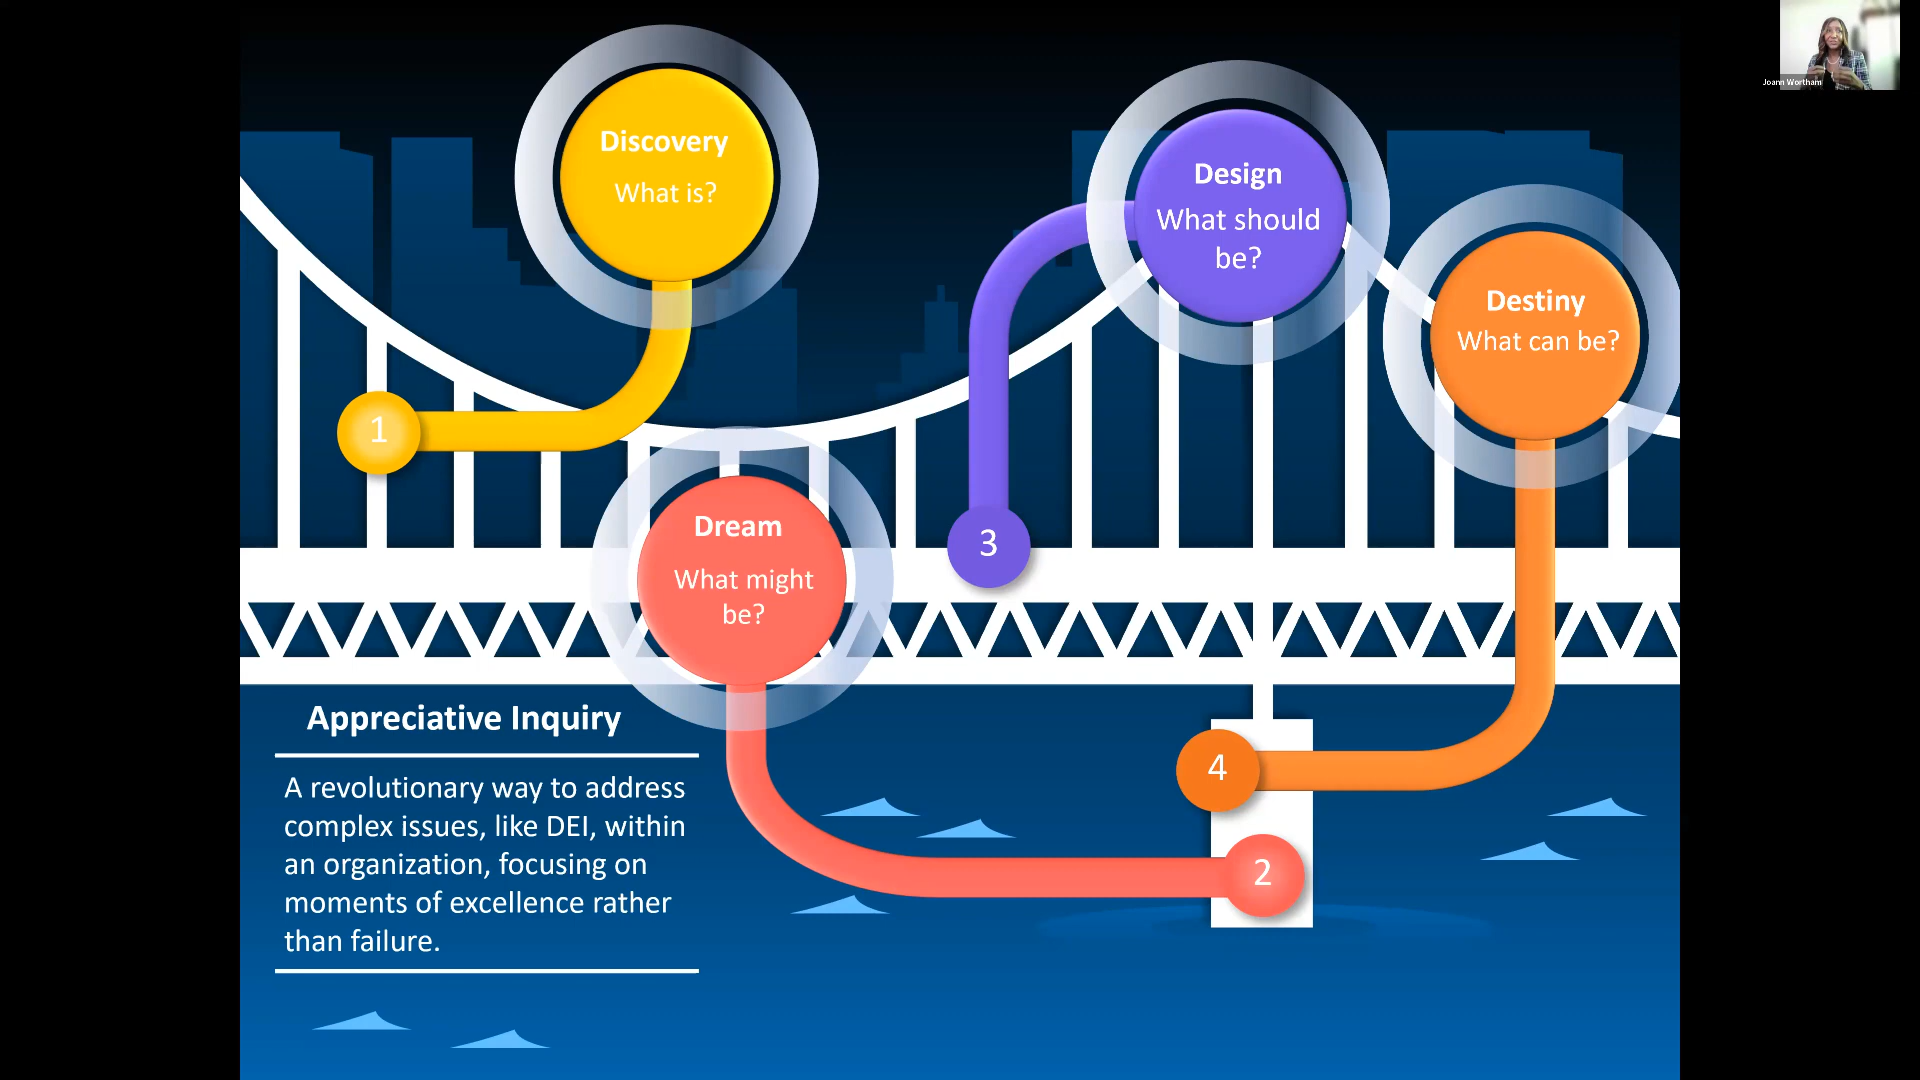 Joann Wortham
Discovery
What is?
1
Dream
What might
be?
2
Design
What should
be?
3
Destiny
What can be?
4
Appreciative Inquiry
A revolutionary way to address
complex issues, like DEI, within
an organization, focusing on
moments of excellence rather
than failure.